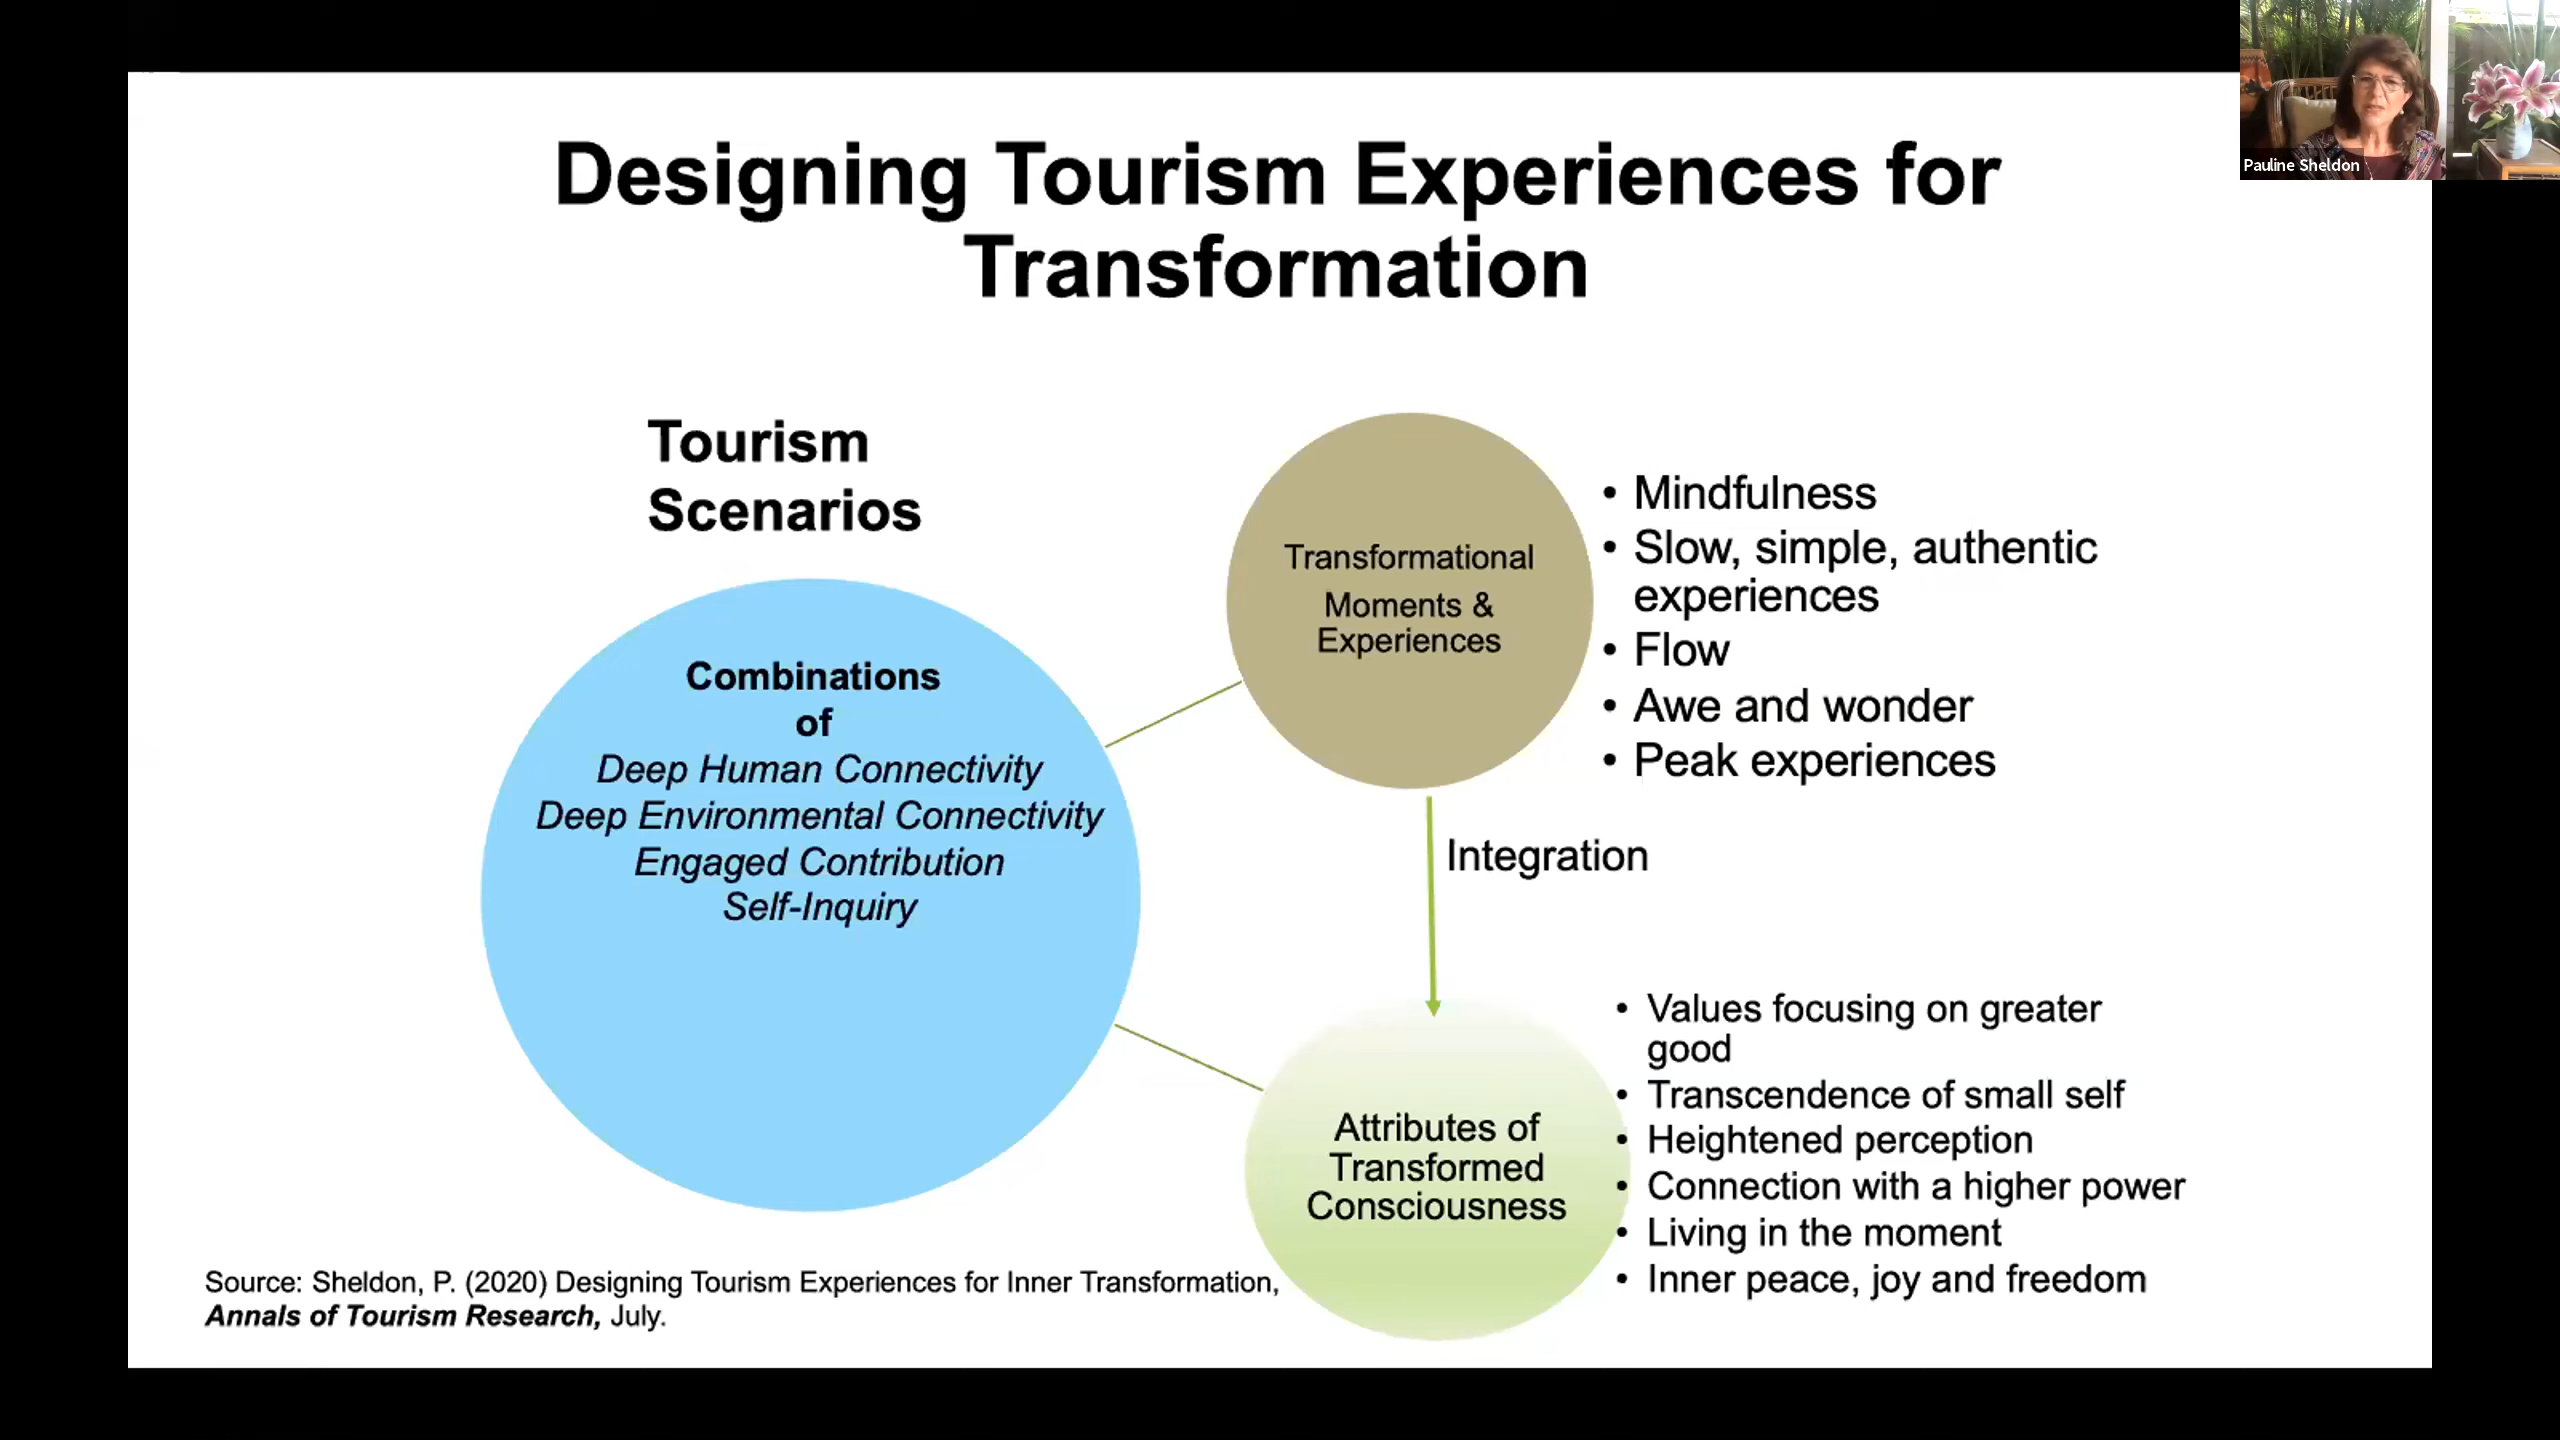 Pauline Sheldon
Designing Tourism Experiences for
Transformation
Tourism
Scenarios
Combinations
of
Deep Human Connectivity
Deep Environmental Connectivity
Engaged Contribution
Self-Inquiry
Transformational
Moments &
Experiences
• Mindfulness
• Slow, simple, authentic
experiences
• Flow
• Awe and wonder
• Peak experiences
Integration
Attributes of
Transformed
Consciousness
• Values focusing on greater
good
• Transcendence of small self
• Heightened perception
• Connection with a higher power
• Living in the moment
• Inner peace, joy and freedom
Source: Sheldon, P. (2020) Designing Tourism Experiences for Inner Transformation,
Annals of Tourism Research, July.